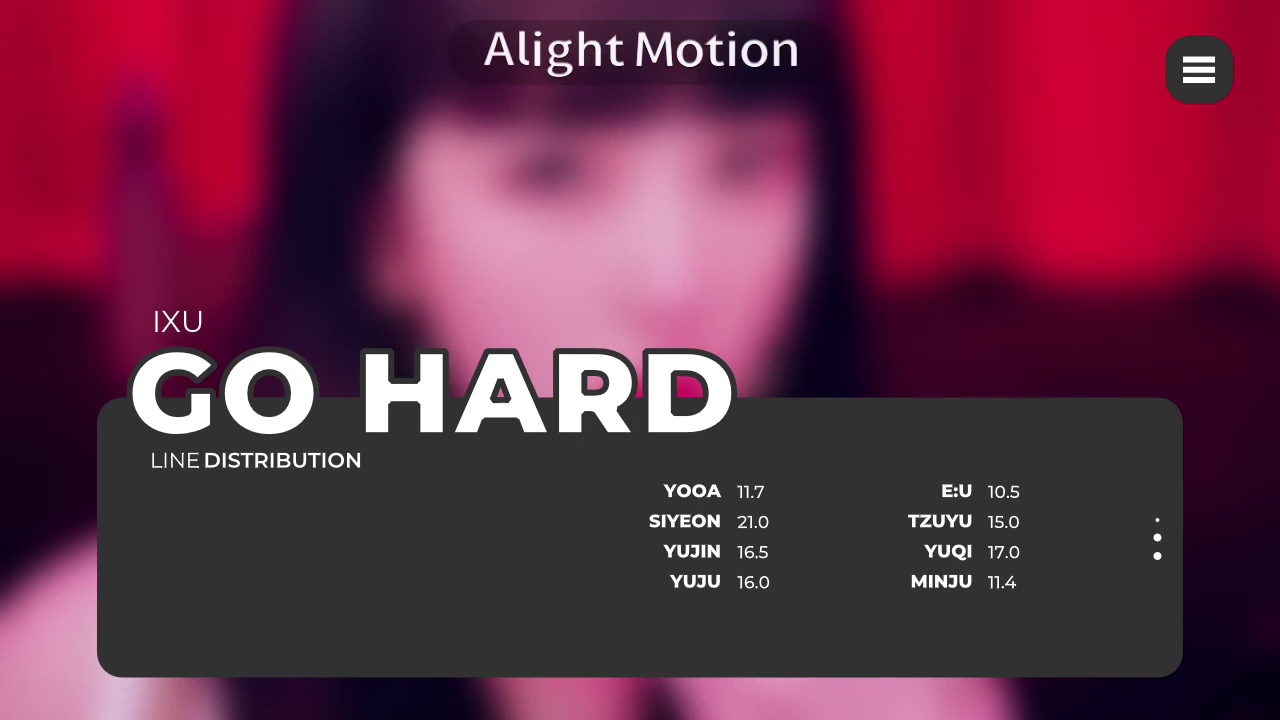 Alight Motion
IXU
GO HARD
LINE DISTRIBUTION
YOOA 11.7
SIYEON 21.0
YUJIN 16.5
YUJU 16.0
E:U 10.5
TZUYU 15.0
YUQI 17.0
MINJU 11.4